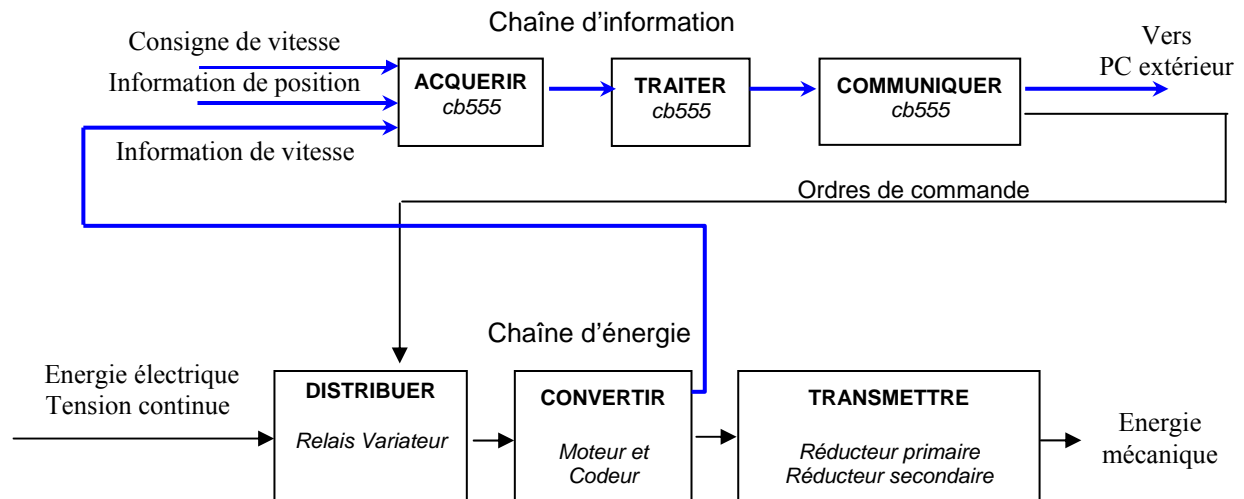 Chaîne d'information
Consigne de vitesse
Information de position
Information de vitesse
ACQUERIR
cb555
TRAITER
cb555
COMMUNIQUER
cb555
Vers
PC extérieur
Ordres de commande
Chaîne d'énergie
Energie électrique
Tension continue
DISTRIBUER
Relais Variateur
CONVERTIR
Moteur et
Codeur
TRANSMETTRE
Réducteur primaire
Réducteur secondaire
Energie
mécanique